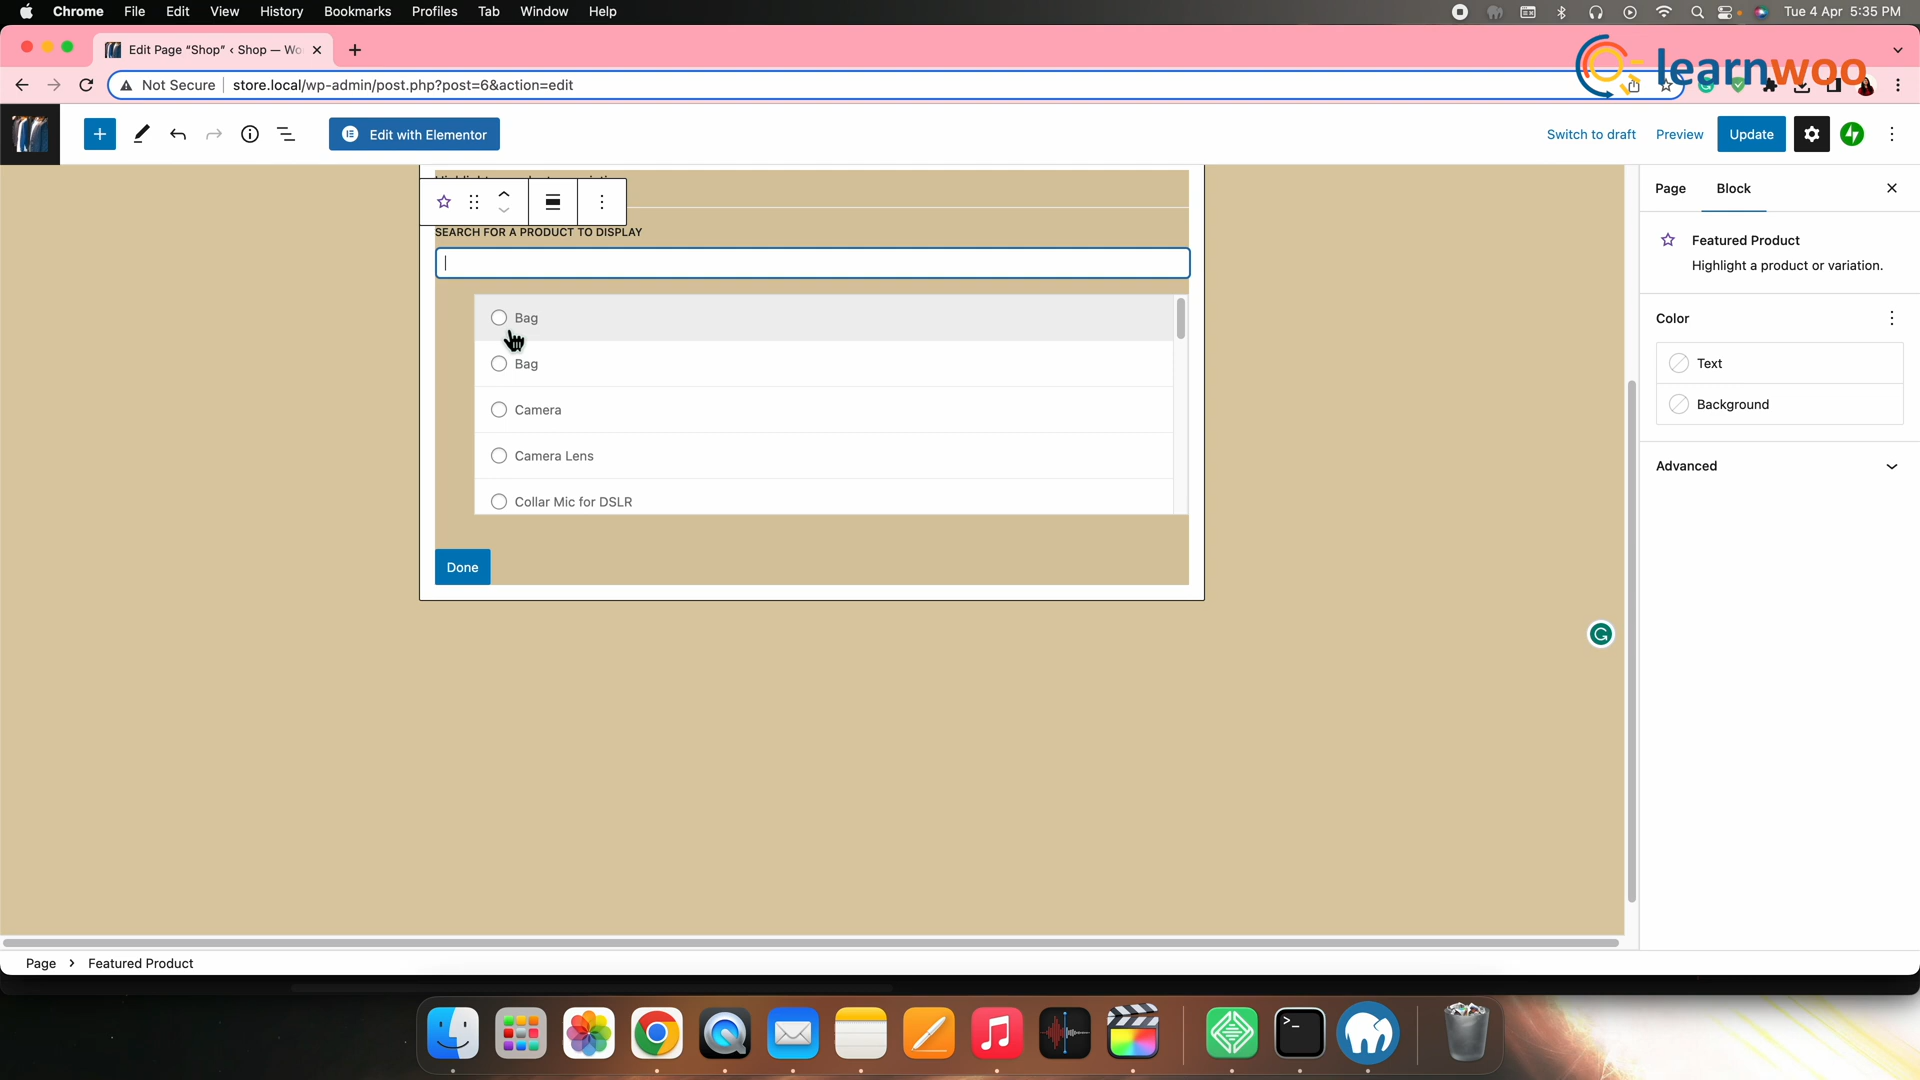 Chrome File Edit View History Bookmarks Profiles Tab Window Help Tue 4 Apr 5:35 PM
Edit Page “Shop” ‹ Shop — Wo
learnwoo
Not Secure store.local/wp-admin/post.php?post=6&action=edit
Edit with Elementor Switch to draft Preview Update
Page Block
SEARCH FOR A PRODUCT TO DISPLAY
Featured Product
Highlight a product or variation.
Bag
Color
Bag
Text
Camera
Background
Camera Lens
Advanced
Collar Mic for DSLR
Done
Page › Featured Product